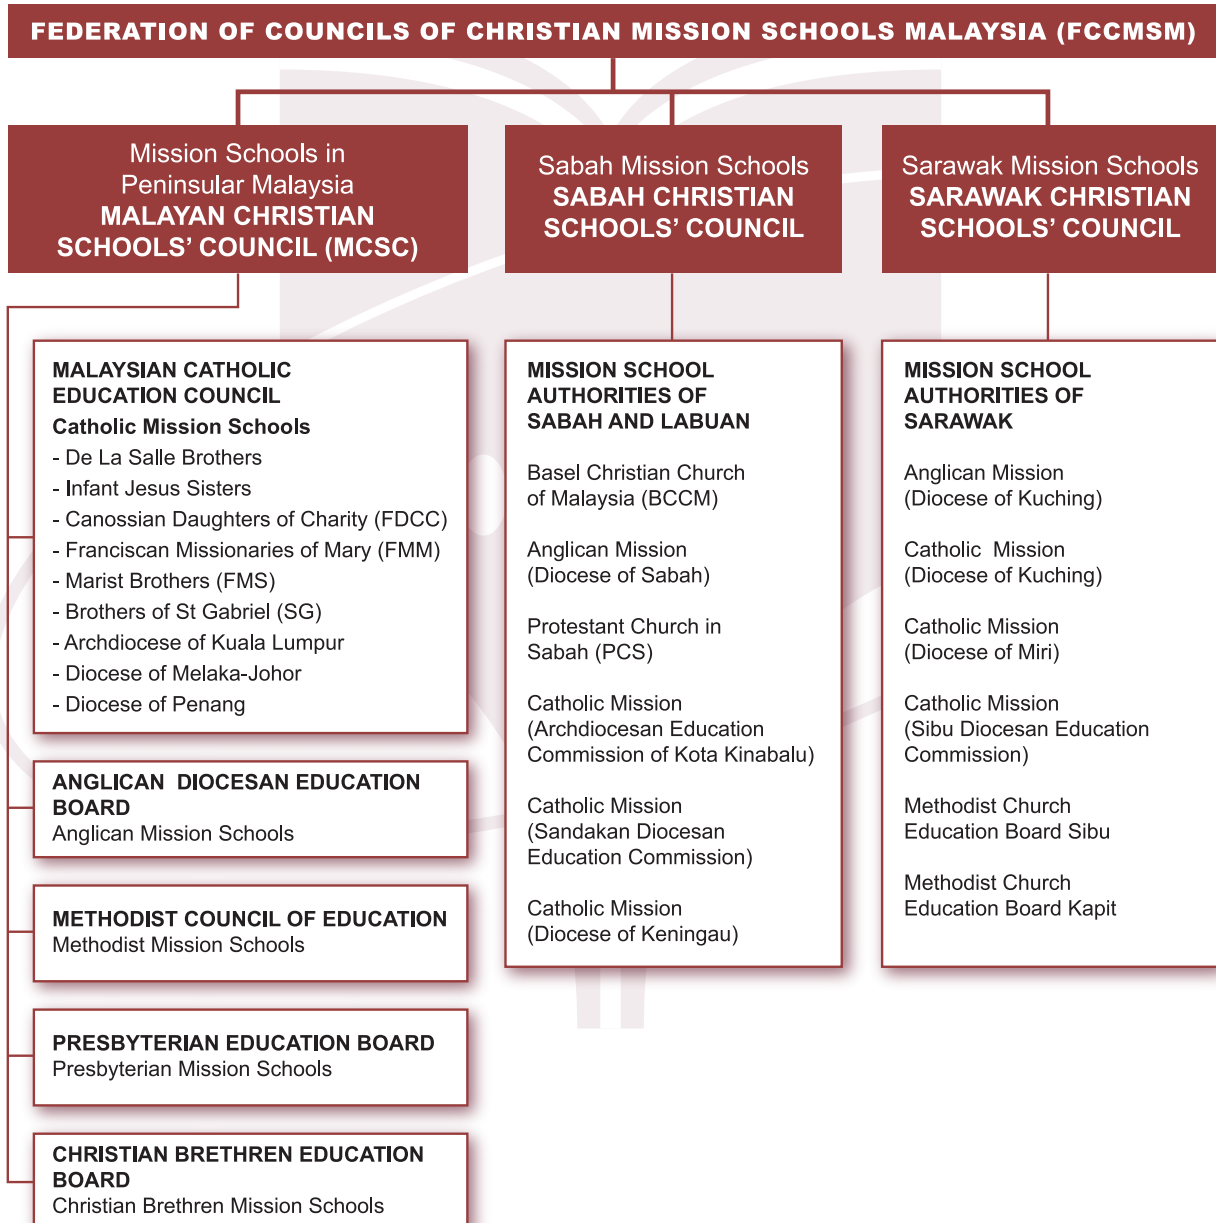 FEDERATION OF COUNCILS OF CHRISTIAN MISSION SCHOOLS MALAYSIA (FCCMSM)
Mission Schools in
Peninsular Malaysia
MALAYAN CHRISTIAN
SCHOOLS’ COUNCIL (MCSC)
Sabah Mission Schools
SABAH CHRISTIAN
SCHOOLS’ COUNCIL
Sarawak Mission Schools
SARAWAK CHRISTIAN
SCHOOLS’ COUNCIL
MALAYSIAN CATHOLIC
EDUCATION COUNCIL
Catholic Mission Schools
- De La Salle Brothers
- Infant Jesus Sisters
- Canossian Daughters of Charity (FDCC)
- Franciscan Missionaries of Mary (FMM)
- Marist Brothers (FMS)
- Brothers of St Gabriel (SG)
- Archdiocese of Kuala Lumpur
- Diocese of Melaka-Johor
- Diocese of Penang
ANGLICAN DIOCESAN EDUCATION
BOARD
Anglican Mission Schools
METHODIST COUNCIL OF EDUCATION
Methodist Mission Schools
PRESBYTERIAN EDUCATION BOARD
Presbyterian Mission Schools
CHRISTIAN BRETHREN EDUCATION
BOARD
Christian Brethren Mission Schools
MISSION SCHOOL
AUTHORITIES OF
SABAH AND LABUAN
Basel Christian Church
of Malaysia (BCCM)
Anglican Mission
(Diocese of Sabah)
Protestant Church in
Sabah (PCS)
Catholic Mission
(Archdiocesan Education
Commission of Kota Kinabalu)
Catholic Mission
(Sandakan Diocesan
Education Commission)
Catholic Mission
(Diocese of Keningau)
MISSION SCHOOL
AUTHORITIES OF
SARAWAK
Anglican Mission
(Diocese of Kuching)
Catholic Mission
(Diocese of Kuching)
Catholic Mission
(Diocese of Miri)
Catholic Mission
(Sibu Diocesan Education
Commission)
Methodist Church
Education Board Sibu
Methodist Church
Education Board Kapit